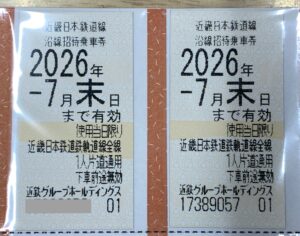 近畿日本鉄道線
沿線招待乗車券
2026年
-7月末日
まで有効
使用当日限り
近畿日本鉄道鉄軌道線全線
1人片道通用
下車前途無効
近鉄グループホールディングス
01
近畿日本鉄道線
沿線招待乗車券
2026年
-7月末日
まで有効
使用当日限り
近畿日本鉄道鉄軌道線全線
1人片道通用
下車前途無効
近鉄グループホールディングス
17389057 01